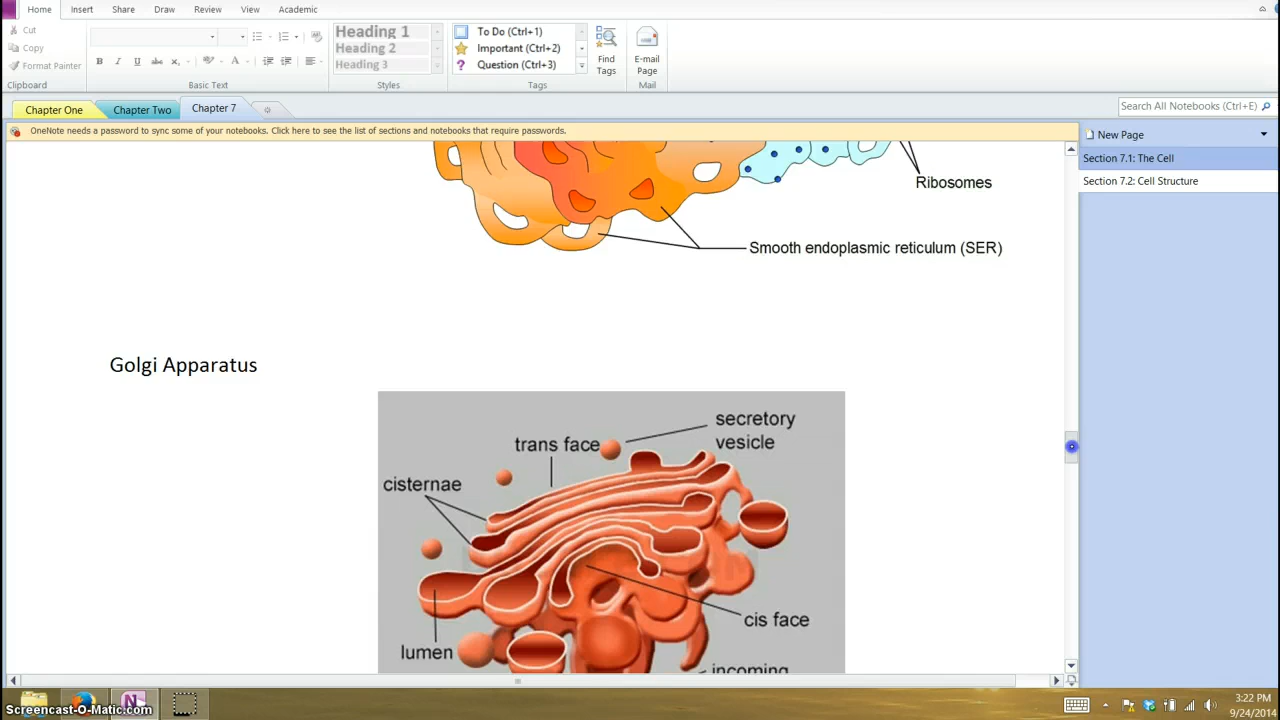 Home Insert Share Draw Review View Academic
Cut
Copy
Format Painter
Clipboard
B I U abc x₂ A
Basic Text
Heading 1
Heading 2
Heading 3
Styles
To Do (Ctrl+1)
Important (Ctrl+2)
? Question (Ctrl+3)
Tags
Find
Tags
E-mail
Page
Mail
Chapter One Chapter Two Chapter 7
Search All Notebooks (Ctrl+E)
OneNote needs a password to sync some of your notebooks. Click here to see the list of sections and notebooks that require passwords.
New Page
Section 7.1: The Cell
Section 7.2: Cell Structure
Ribosomes
Smooth endoplasmic reticulum (SER)
Golgi Apparatus
secretory
vesicle
trans face
cisternae
cis face
lumen
incoming
Screencast-O-Matic.com
3:22 PM
9/24/2014